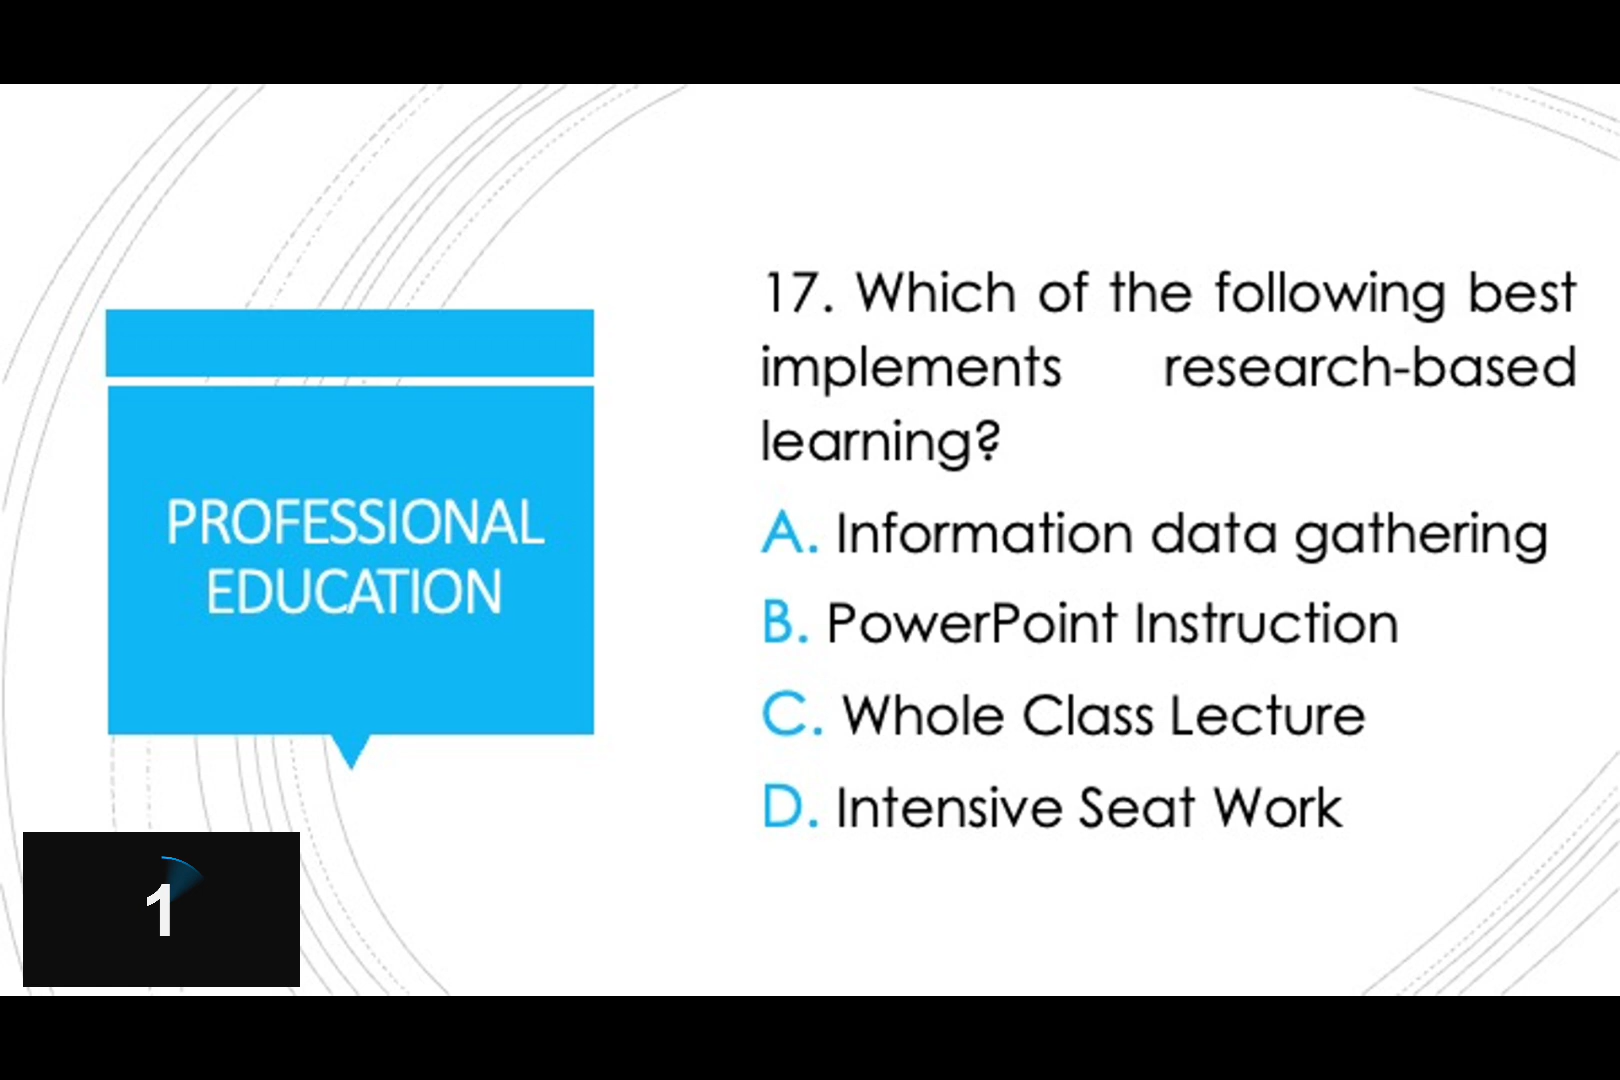 PROFESSIONAL
EDUCATION
17. Which of the following best
implements research-based
learning?
A. Information data gathering
B. PowerPoint Instruction
C. Whole Class Lecture
D. Intensive Seat Work
1